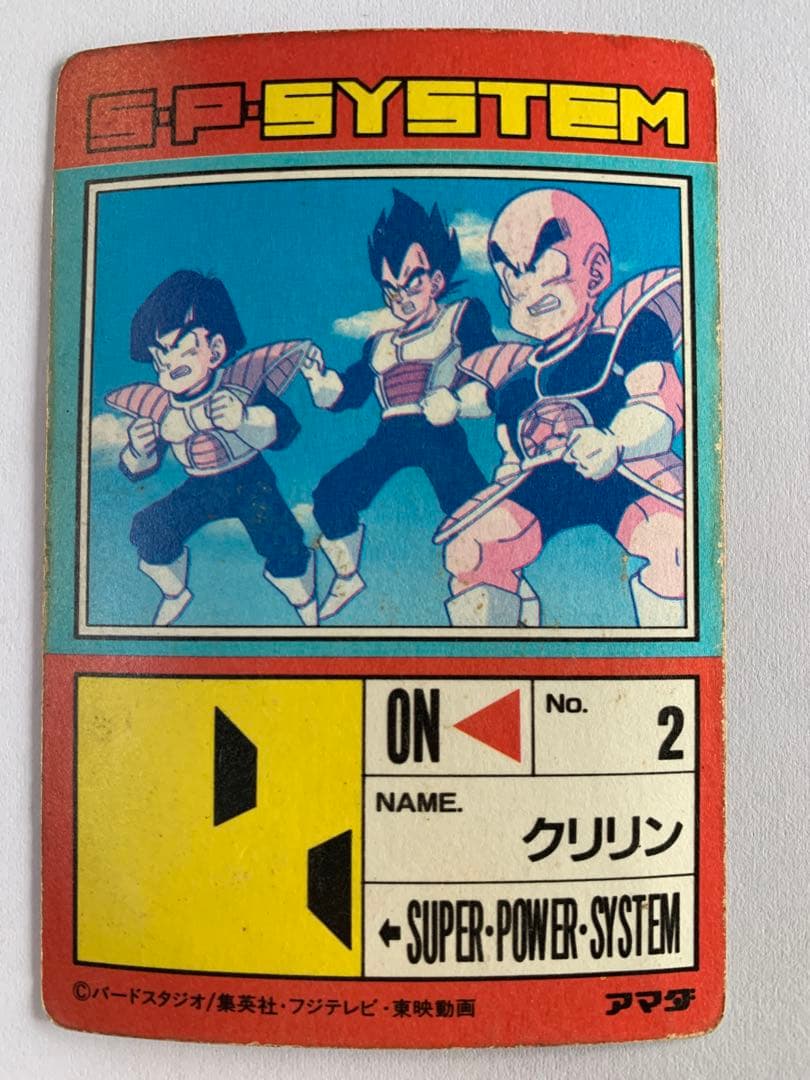 S·P·SYSTEM
ON
No.
2
NAME.
クリリン
←SUPER·POWER·SYSTEM
©バードスタジオ/集英社・フジテレビ・東映動画
アマダ